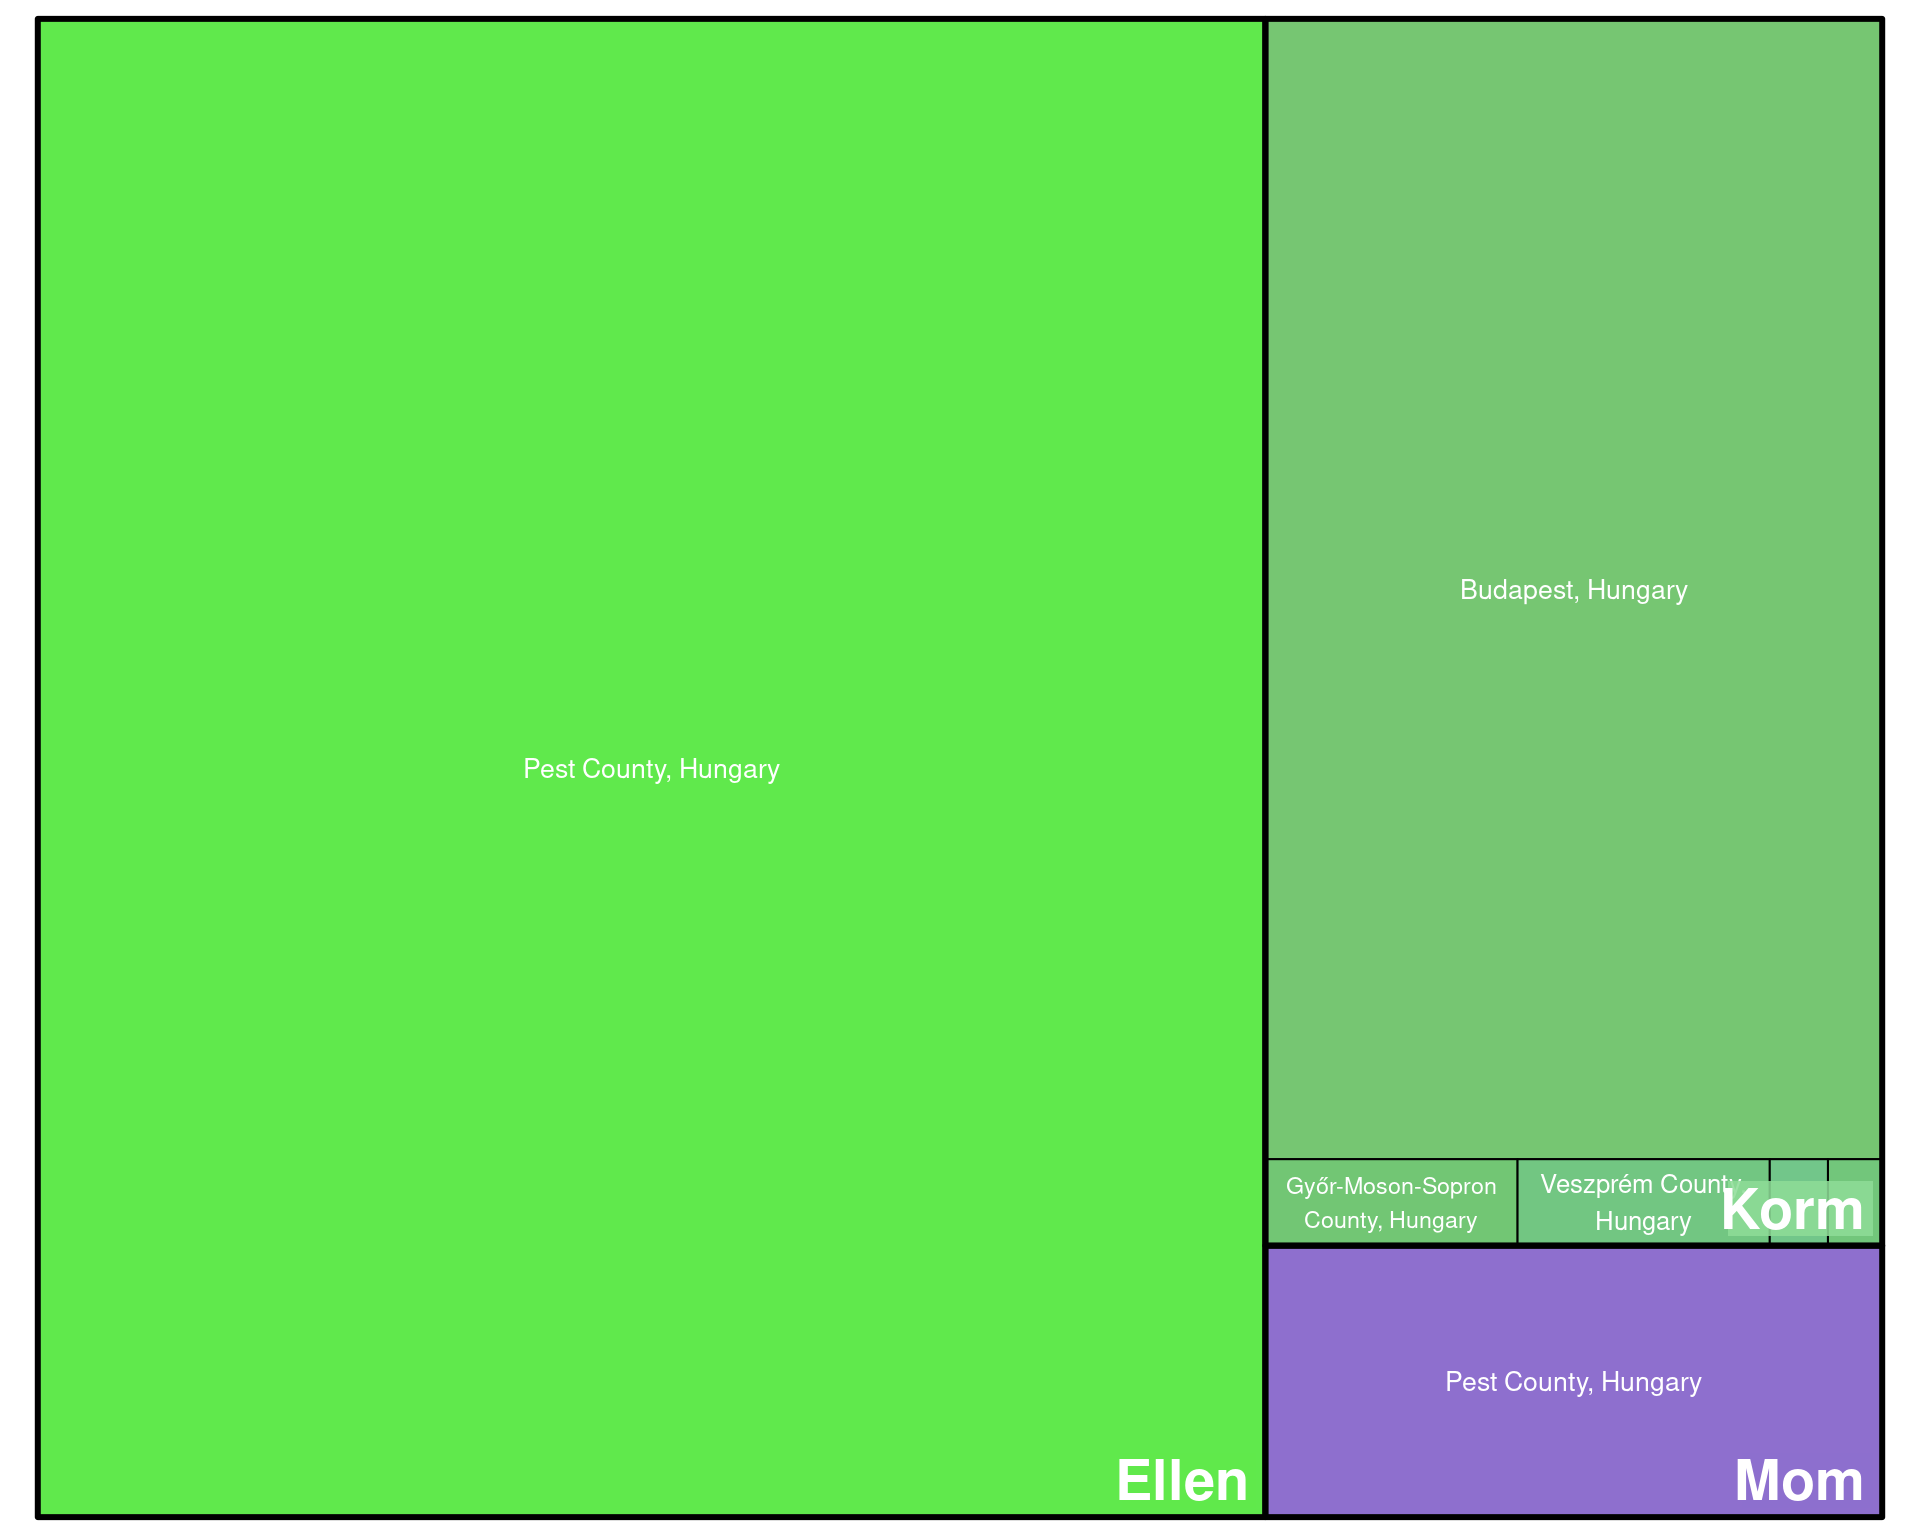 Pest County, Hungary
Ellen
Budapest, Hungary
Győr-Moson-Sopron
County, Hungary
Veszprém County,
Hungary
Korm
Pest County, Hungary
Mom